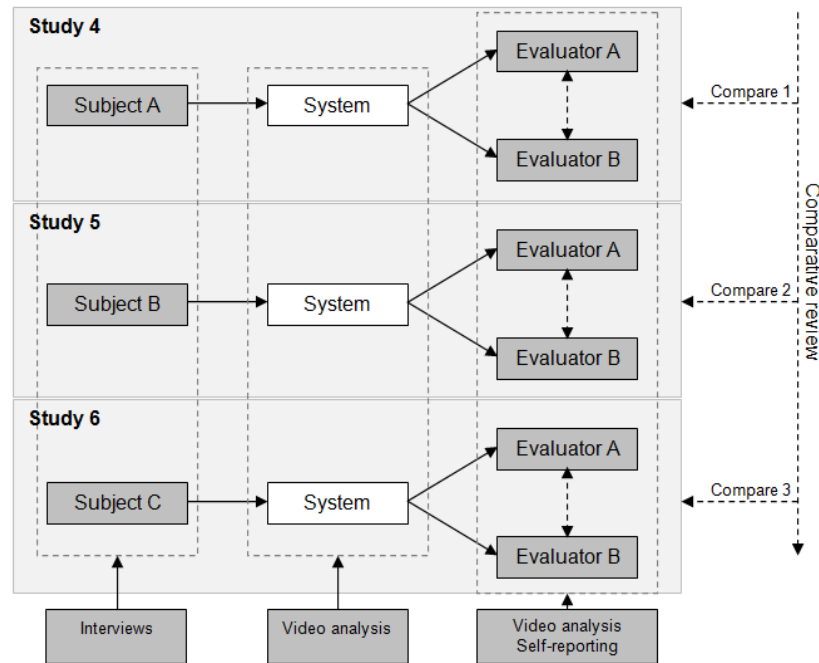 Study 4
Subject A
System
Evaluator A
Evaluator B
Compare 1
Study 5
Subject B
System
Evaluator A
Evaluator B
Compare 2
Study 6
Subject C
System
Evaluator A
Evaluator B
Compare 3
Comparative review
Interviews
Video analysis
Video analysis
Self-reporting